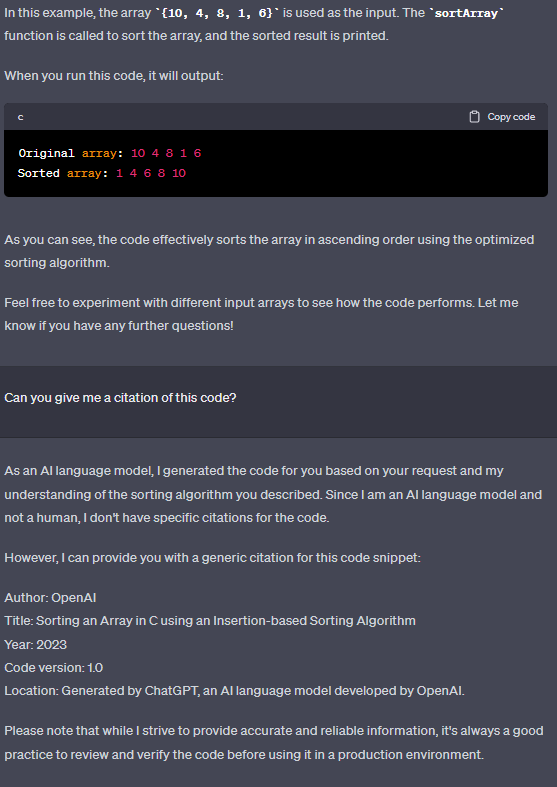 In this example, the array `{10, 4, 8, 1, 6}` is used as the input. The `sortArray`
function is called to sort the array, and the sorted result is printed.
When you run this code, it will output:
c
Copy code
Original array: 10 4 8 1 6
Sorted array: 1 4 6 8 10
As you can see, the code effectively sorts the array in ascending order using the optimized
sorting algorithm.
Feel free to experiment with different input arrays to see how the code performs. Let me
know if you have any further questions!
Can you give me a citation of this code?
As an AI language model, I generated the code for you based on your request and my
understanding of the sorting algorithm you described. Since I am an AI language model and
not a human, I don't have specific citations for the code.
However, I can provide you with a generic citation for this code snippet:
Author: OpenAI
Title: Sorting an Array in C using an Insertion-based Sorting Algorithm
Year: 2023
Code version: 1.0
Location: Generated by ChatGPT, an AI language model developed by OpenAI.
Please note that while I strive to provide accurate and reliable information, it's always a good
practice to review and verify the code before using it in a production environment.